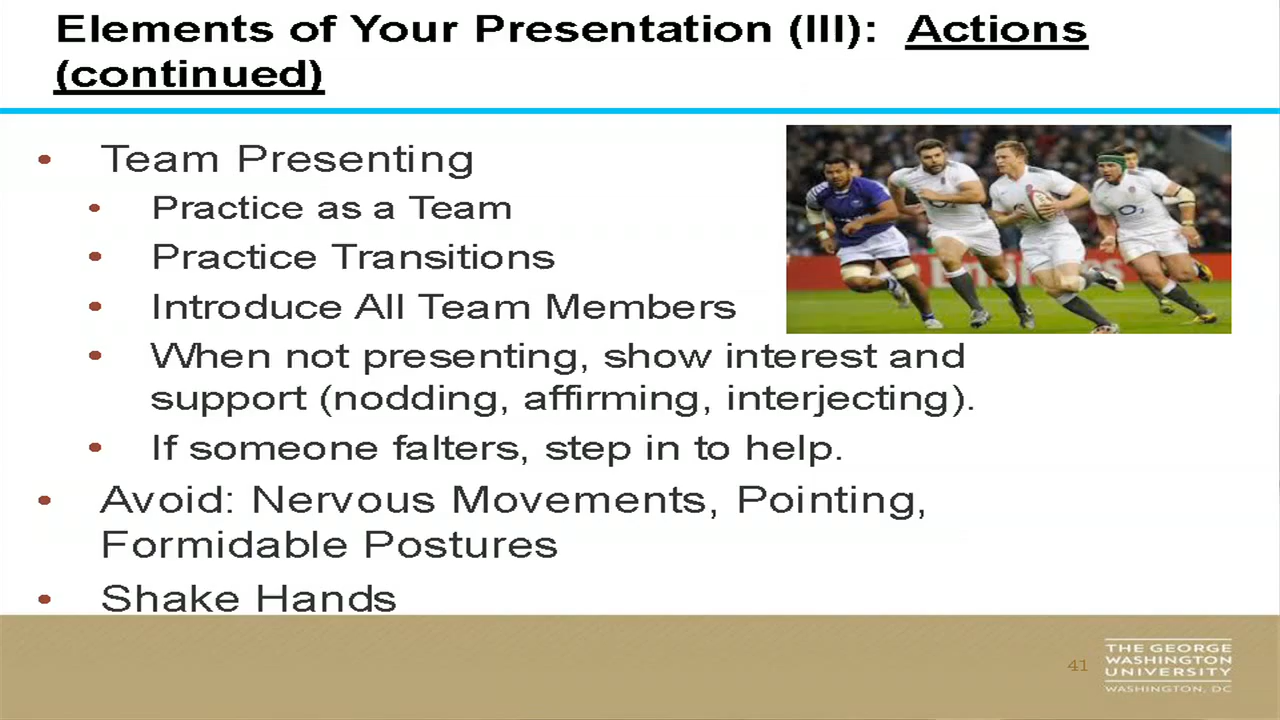 Elements of Your Presentation (III): Actions
(continued)
• Team Presenting
• Practice as a Team
• Practice Transitions
• Introduce All Team Members
• When not presenting, show interest and
support (nodding, affirming, interjecting).
• If someone falters, step in to help.
• Avoid: Nervous Movements, Pointing,
Formidable Postures
• Shake Hands
O2
O2
41
THE GEORGE
WASHINGTON
UNIVERSITY
WASHINGTON, DC